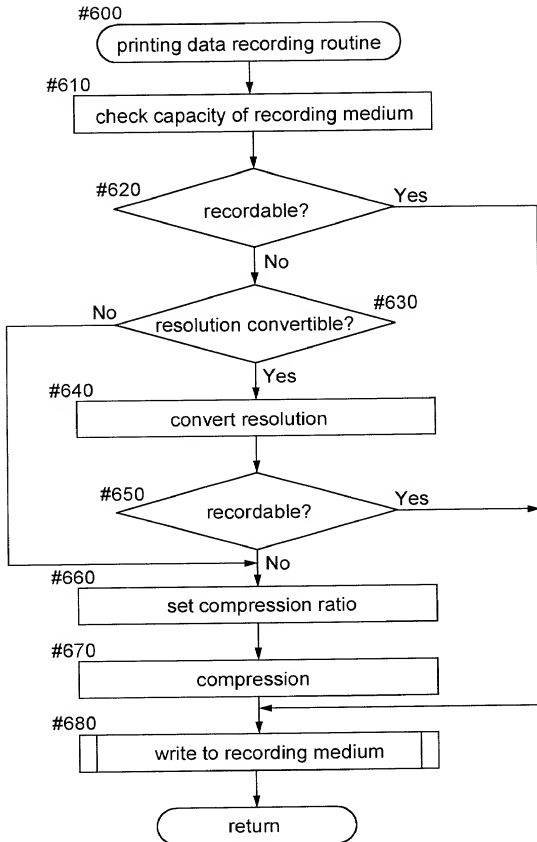 #600
printing data recording routine
#610
check capacity of recording medium
#620
recordable?
Yes
No
#630
resolution convertible?
No
Yes
#640
convert resolution
#650
recordable?
Yes
No
#660
set compression ratio
#670
compression
#680
write to recording medium
return